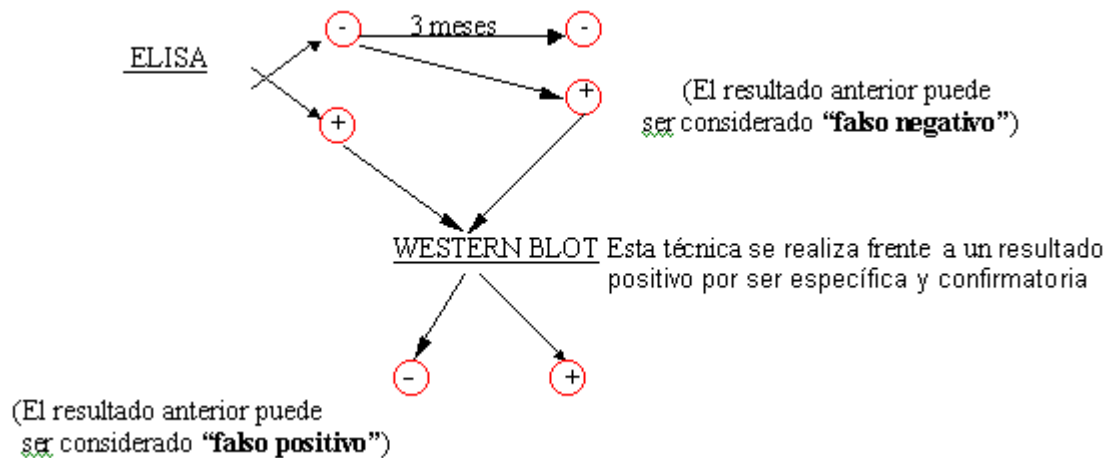 - 3 meses -
ELISA
+
+
(El resultado anterior puede
ser considerado “falso negativo”)
WESTERN BLOT Esta técnica se realiza frente a un resultado
positivo por ser específica y confirmatoria
- +
(El resultado anterior puede
ser considerado “falso positivo”)